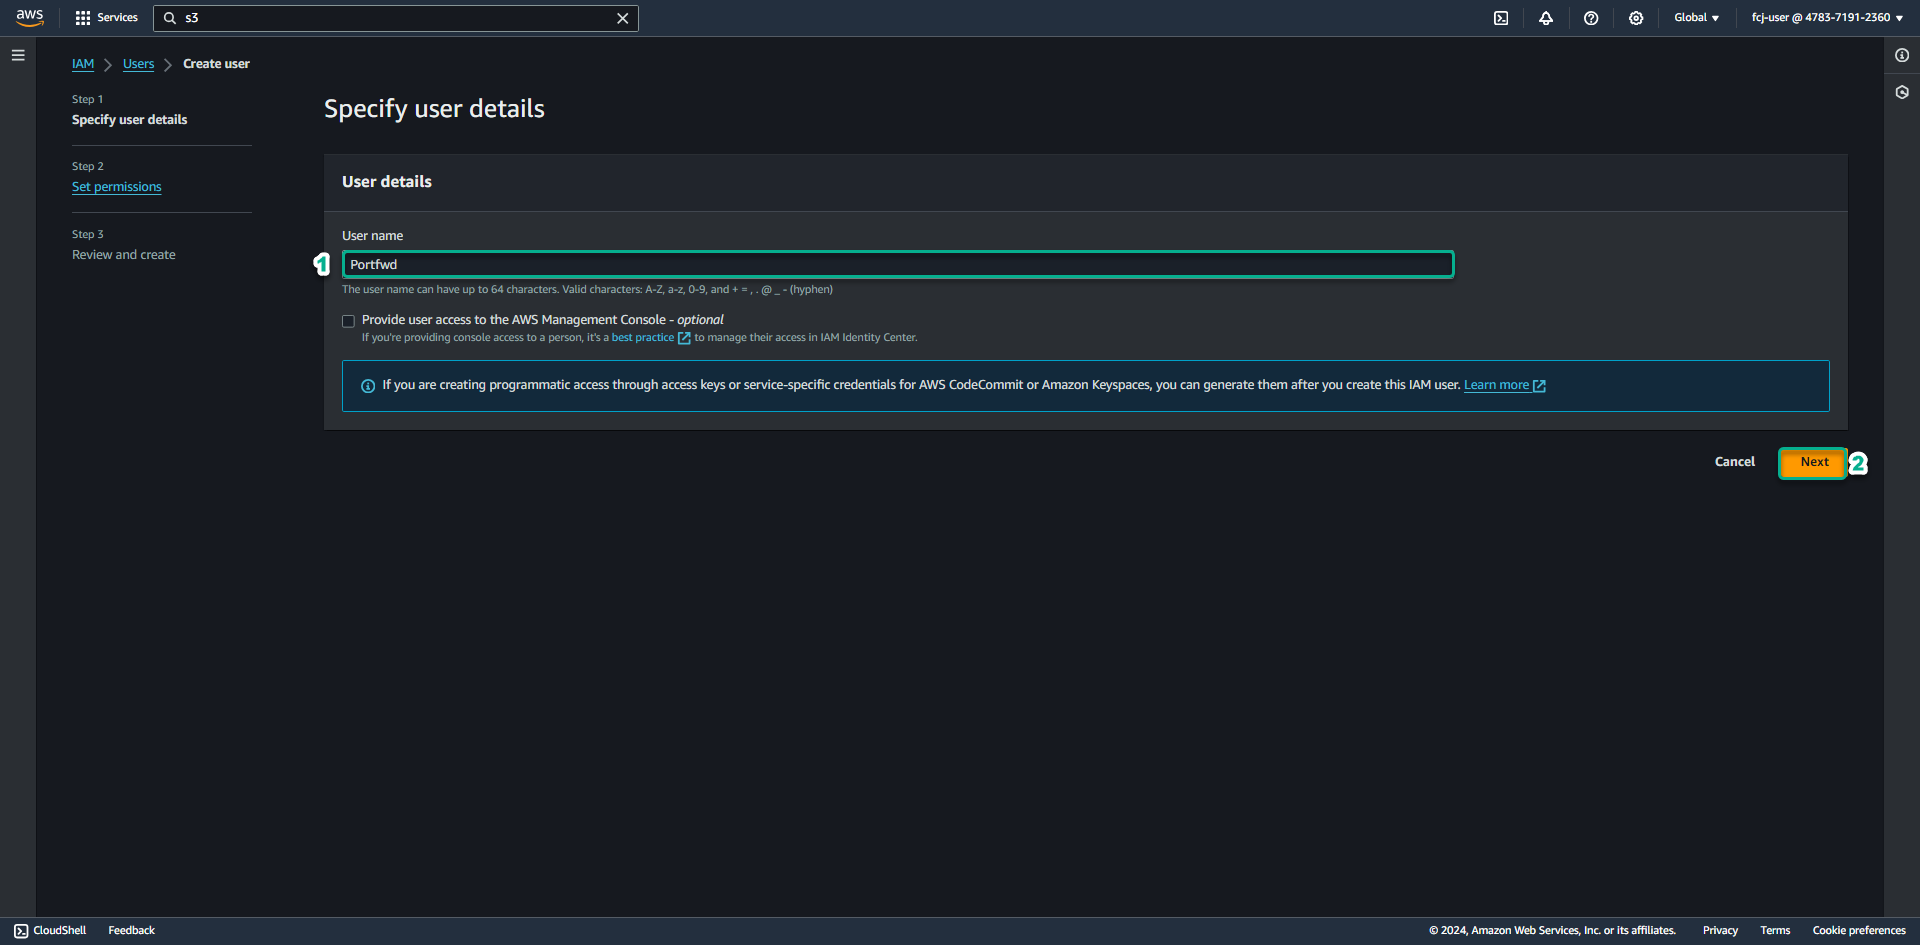 aws Services s3 Global fcj-user @ 4783-7191-2360
IAM Users Create user
Step 1
Specify user details
Step 2
Set permissions
Step 3
Review and create
Specify user details
User details
User name
1 Portfwd
The user name can have up to 64 characters. Valid characters: A-Z, a-z, 0-9, and + = , . @ _ - (hyphen)
Provide user access to the AWS Management Console - optional
If you're providing console access to a person, it's a best practice to manage their access in IAM Identity Center.
If you are creating programmatic access through access keys or service-specific credentials for AWS CodeCommit or Amazon Keyspaces, you can generate them after you create this IAM user. Learn more
Cancel Next 2
CloudShell Feedback © 2024, Amazon Web Services, Inc. or its affiliates. Privacy Terms Cookie preferences